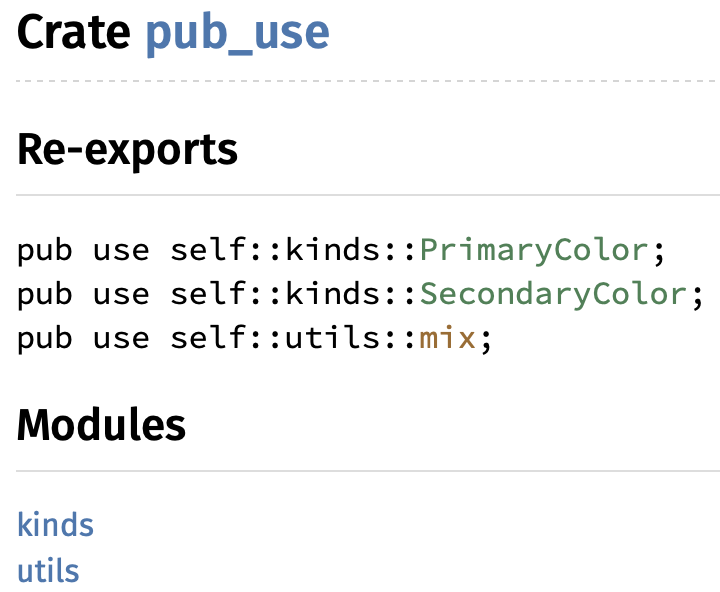 Crate pub_use
Re-exports
pub use self::kinds::PrimaryColor;
pub use self::kinds::SecondaryColor;
pub use self::utils::mix;
Modules
kinds
utils